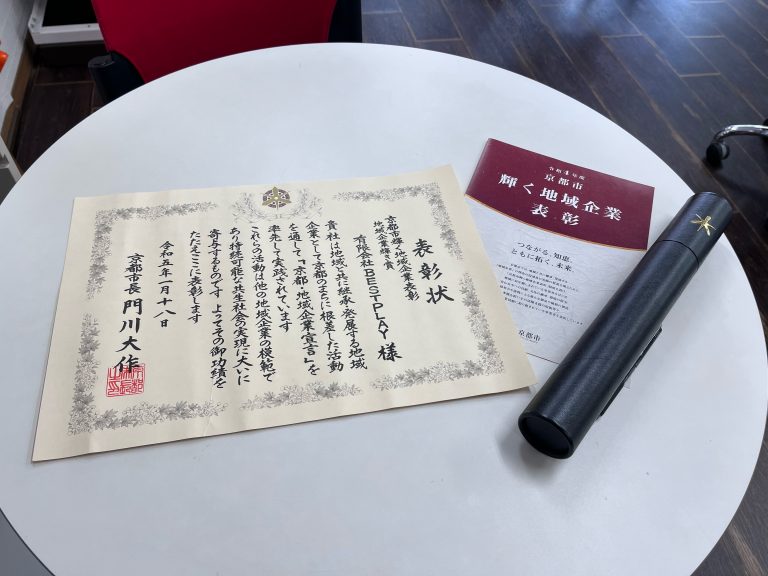 表彰状
京都市輝く地域企業表彰
地域企業輝き賞
有限会社BESTPLAY 様
貴社は地域と共に継承・発展する地域
企業として京都のまちに根差した活動
を通して「京都・地域企業宣言」を
率先して実践されています
これらの活動は他の地域企業の模範で
あり持続可能な共生社会の実現に大いに
寄与するものです よってその御功績を
たたえここに表彰します
令和五年一月十八日
京都市長 門川大作
令和4年度
京都市
輝く地域企業
表彰
つながる、知恵。
ともに拓く、未来
京都市